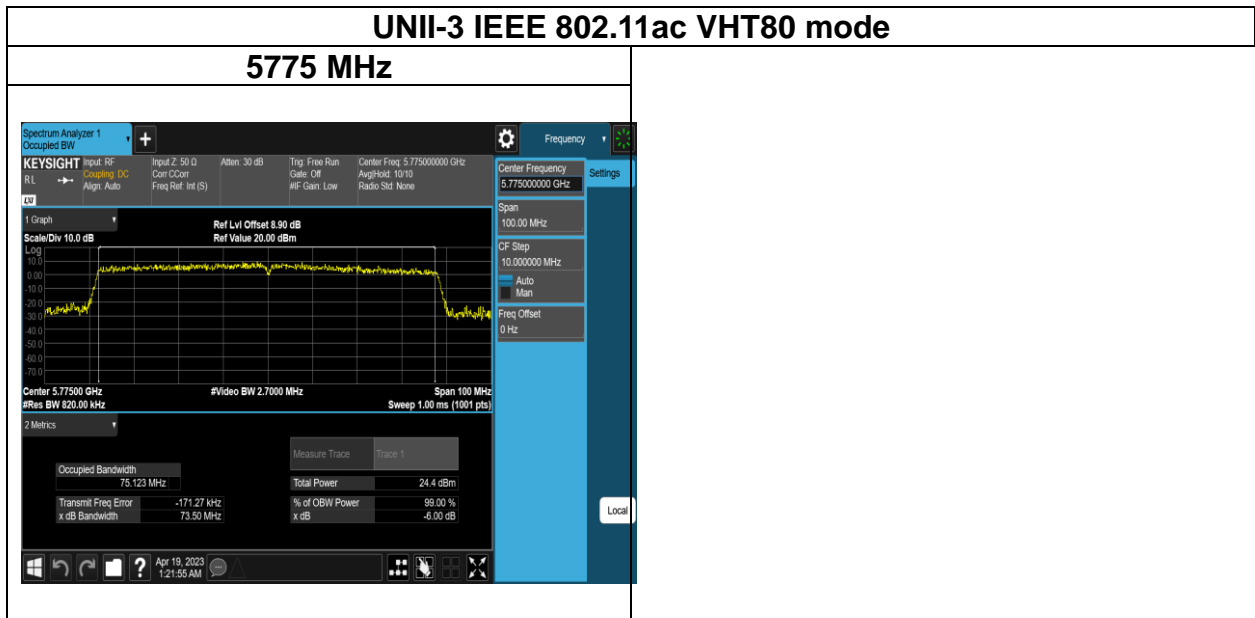 UNII-3 IEEE 802.11ac VHT80 mode
5775 MHz
Spectrum Analyzer 1
Occupied BW
+
Frequency
KEYSIGHT
RL
LXI
Input: RF
Coupling: DC
Align: Auto
Input Z: 50 Ω
Corr CCorr
Freq Ref: Int (S)
Atten: 30 dB
Trig: Free Run
Gate: Off
#IF Gain: Low
Center Freq: 5.775000000 GHz
Avg|Hold: 10/10
Radio Std: None
Center Frequency
5.775000000 GHz
Settings
Span
100.00 MHz
CF Step
10.000000 MHz
Auto
Man
Freq Offset
0 Hz
1 Graph
Scale/Div 10.0 dB
Ref Lvl Offset 8.90 dB
Ref Value 20.00 dBm
Log
10.0
0.00
-10.0
-20.0
-30.0
-40.0
-50.0
-60.0
-70.0
Center 5.77500 GHz
#Video BW 2.7000 MHz
Span 100 MHz
#Res BW 820.00 kHz
Sweep 1.00 ms (1001 pts)
2 Metrics
Measure Trace
Trace 1
Occupied Bandwidth
75.123 MHz
Total Power
24.4 dBm
Transmit Freq Error
-171.27 kHz
% of OBW Power
99.00 %
x dB Bandwidth
73.50 MHz
x dB
-6.00 dB
Local
?
Apr 19, 2023
1:21:55 AM